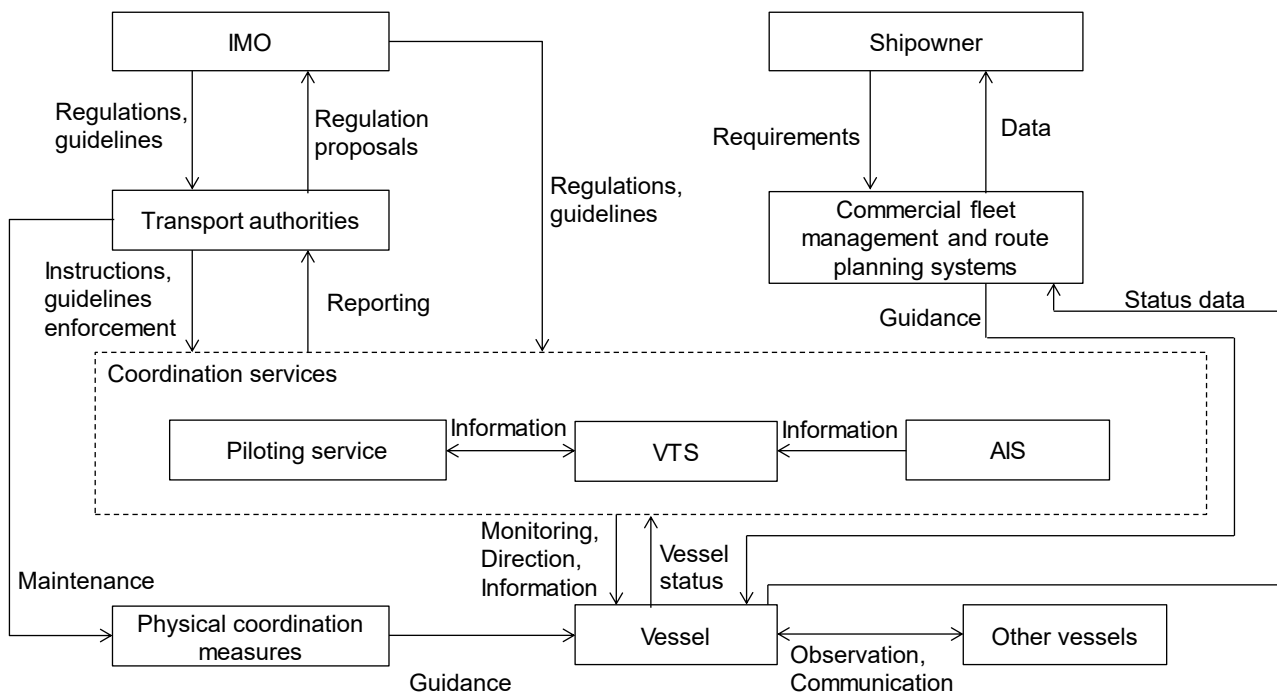 IMO
Shipowner
Regulations,
guidelines
Regulation
proposals
Regulations,
guidelines
Requirements
Data
Transport authorities
Commercial fleet
management and route
planning systems
Instructions,
guidelines
enforcement
Reporting
Guidance
Status data
Coordination services
Piloting service
Information
VTS
Information
AIS
Monitoring,
Direction,
Information
Vessel
status
Maintenance
Physical coordination
measures
Guidance
Vessel
Observation,
Communication
Other vessels